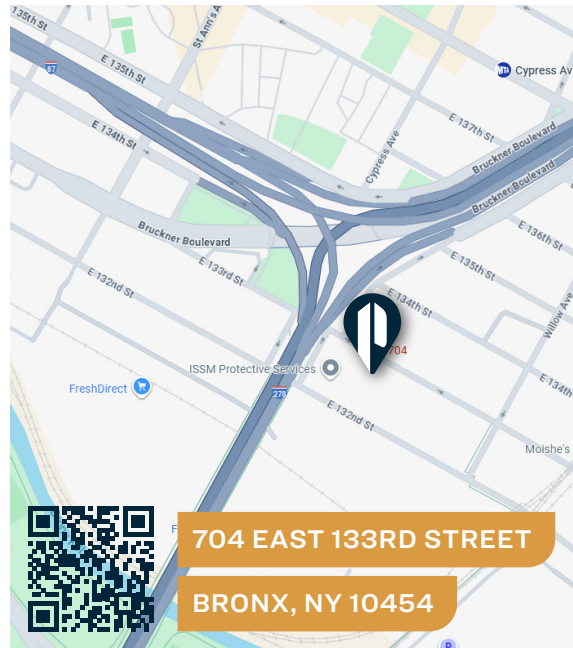 135th St
St Ann's A
E 135th St
87
MTA Cypress Av
E 134th St
E 137th St
Cypress Ave
Bruckner Boulevard
Bruckner Boulevard
Bruckner Boulevard
E 136th St
E 133rd St
E 135th St
E 132nd St
E 134th St
Willow Ave
704
ISSM Protective Services
FreshDirect
278
E 134th
E 132nd St
Moishe's
F
704 EAST 133RD STREET
BRONX, NY 10454
P